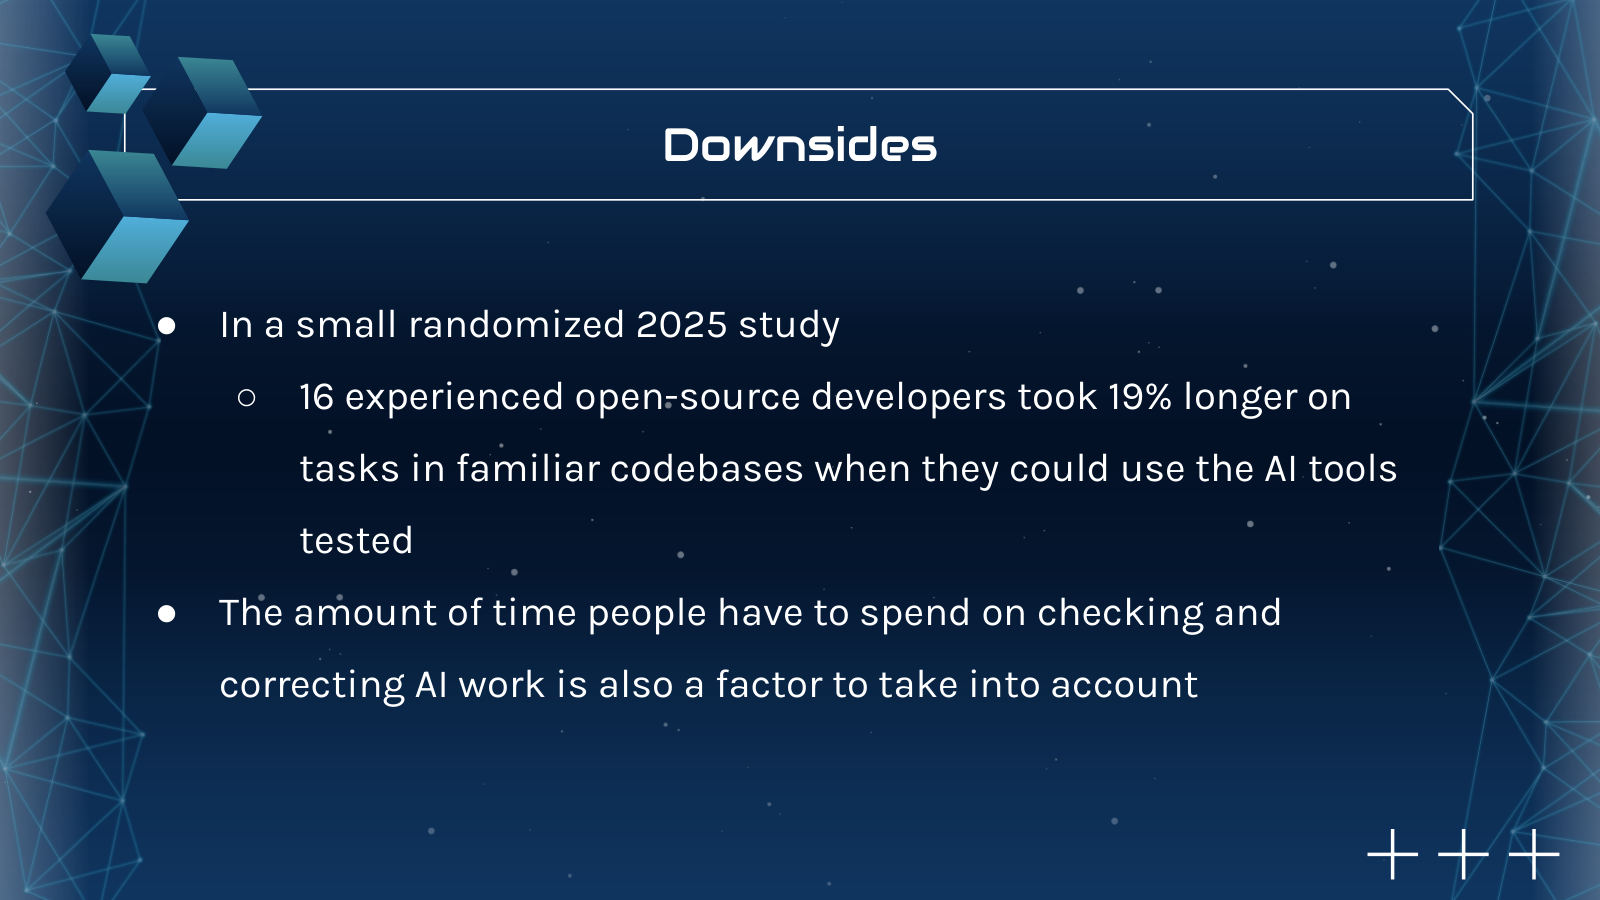 Downsides
● In a small randomized 2025 study
○ 16 experienced open-source developers took 19% longer on
tasks in familiar codebases when they could use the AI tools
tested
● The amount of time people have to spend on checking and
correcting AI work is also a factor to take into account